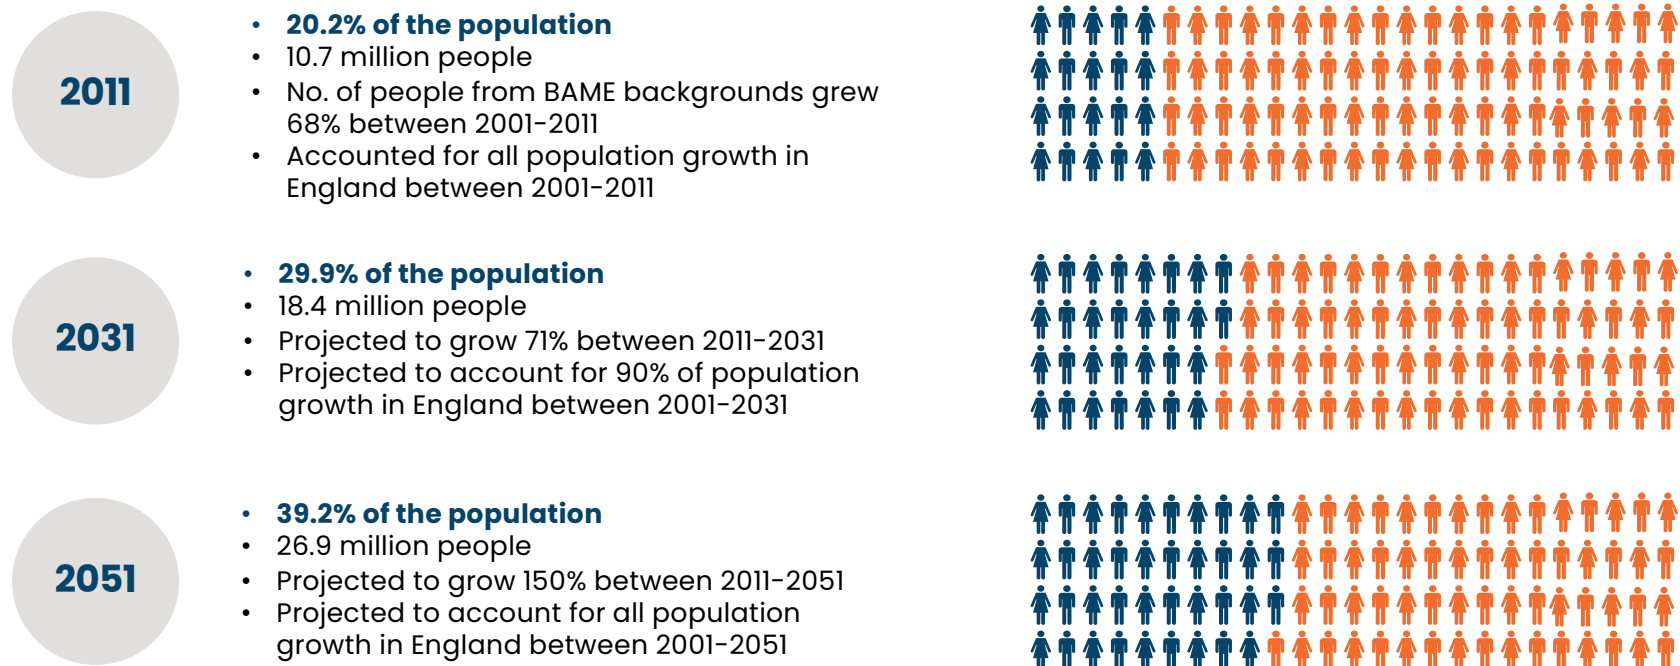 2011
• 20.2% of the population
• 10.7 million people
• No. of people from BAME backgrounds grew
68% between 2001-2011
• Accounted for all population growth in
England between 2001-2011
2031
• 29.9% of the population
• 18.4 million people
• Projected to grow 71% between 2011-2031
• Projected to account for 90% of population
growth in England between 2001-2031
2051
• 39.2% of the population
• 26.9 million people
• Projected to grow 150% between 2011-2051
• Projected to account for all population
growth in England between 2001-2051